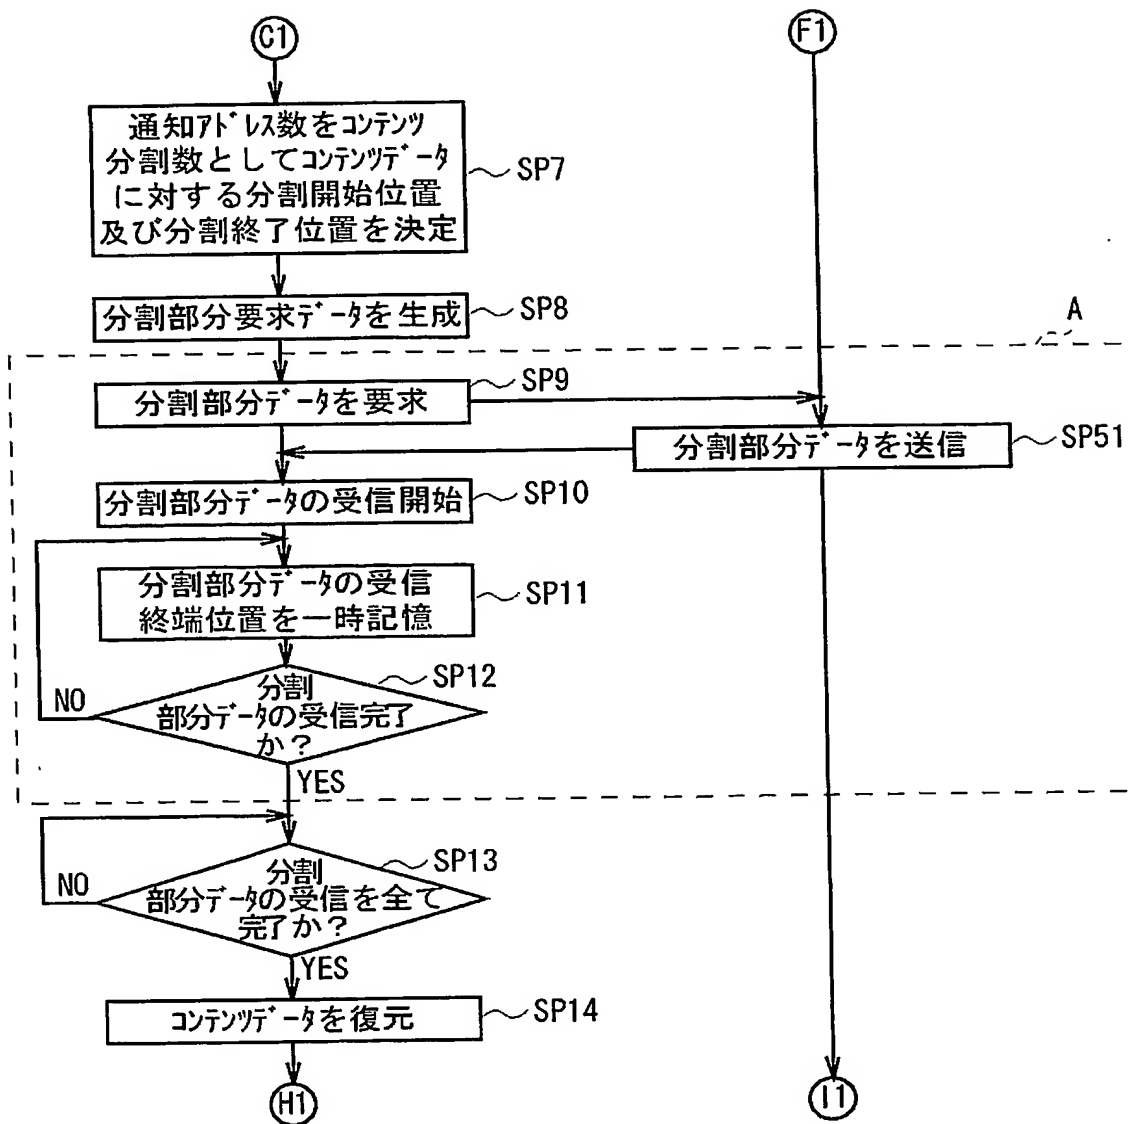 C1
F1
通知アドレス数をコンテンツ
分割数としてコンテンツデータ
に対する分割開始位置
及び分割終了位置を決定
SP7
分割部分要求データを生成
SP8
A
分割部分データを要求
SP9
分割部分データを送信
SP51
分割部分データの受信開始
SP10
分割部分データの受信
終端位置を一時記憶
SP11
分割
部分データの受信完了
か?
SP12
NO
YES
分割
部分データの受信を全て
完了か?
SP13
NO
YES
コンテンツデータを復元
SP14
H1
I1